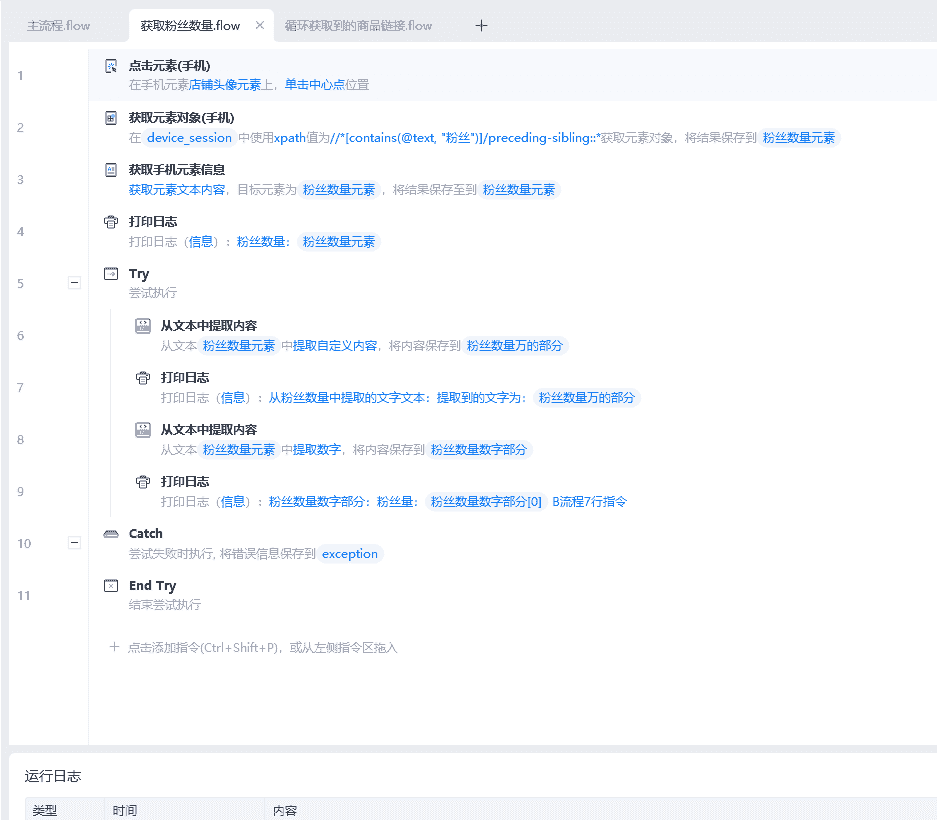 主流程.flow 获取粉丝数量.flow × 循环获取到的商品链接.flow +
1 点击元素(手机)
在手机元素店铺头像元素上，单击中心点位置
2 获取元素对象(手机)
在 device_session 中使用xpath值为//*[contains(@text, "粉丝")]/preceding-sibling::*获取元素对象，将结果保存到 粉丝数量元素
3 获取手机元素信息
获取元素文本内容，目标元素为 粉丝数量元素 ，将结果保存至到 粉丝数量元素
4 打印日志
打印日志（信息）：粉丝数量： 粉丝数量元素
5 Try
尝试执行
6 从文本中提取内容
从文本 粉丝数量元素 中提取自定义内容，将内容保存到 粉丝数量万的部分
7 打印日志
打印日志（信息）：从粉丝数量中提取的文字文本：提取到的文字为： 粉丝数量万的部分
8 从文本中提取内容
从文本 粉丝数量元素 中提取数字，将内容保存到 粉丝数量数字部分
9 打印日志
打印日志（信息）：粉丝数量数字部分：粉丝量： 粉丝数量数字部分[0] B流程7行指令
10 Catch
尝试失败时执行, 将错误信息保存到 exception
11 End Try
结束尝试执行
+ 点击添加指令(Ctrl+Shift+P)，或从左侧指令区拖入
运行日志
类型 时间 内容